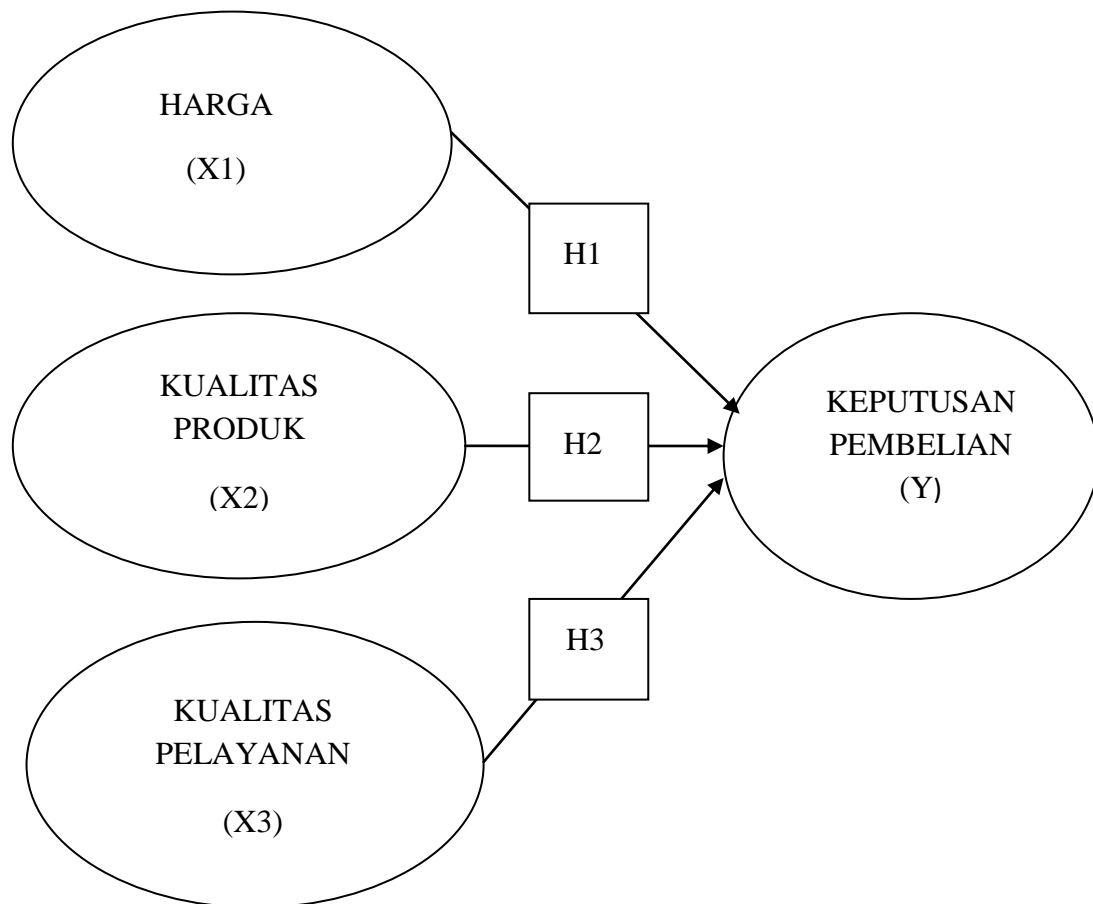 HARGA
(X1)
H1
KUALITAS
PRODUK
(X2)
H2
KEPUTUSAN
PEMBELIAN
(Y)
H3
KUALITAS
PELAYANAN
(X3)